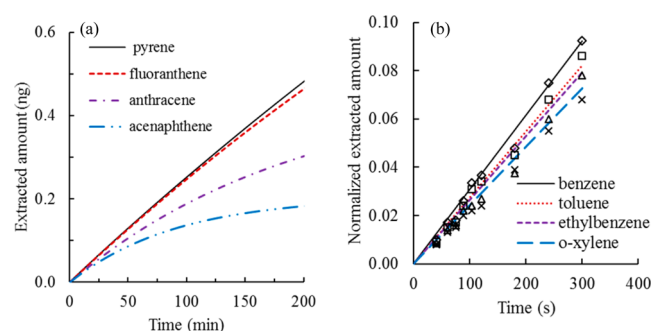 (a)
0.6
0.4
0.2
0.0
Extracted amount (ng)
pyrene
fluoranthene
anthracene
acenaphthene
0 50 100 150 200
Time (min)
(b)
0.10
0.08
0.06
0.04
0.02
0.00
Normalized extracted amount
benzene
toluene
ethylbenzene
o-xylene
0 100 200 300 400
Time (s)